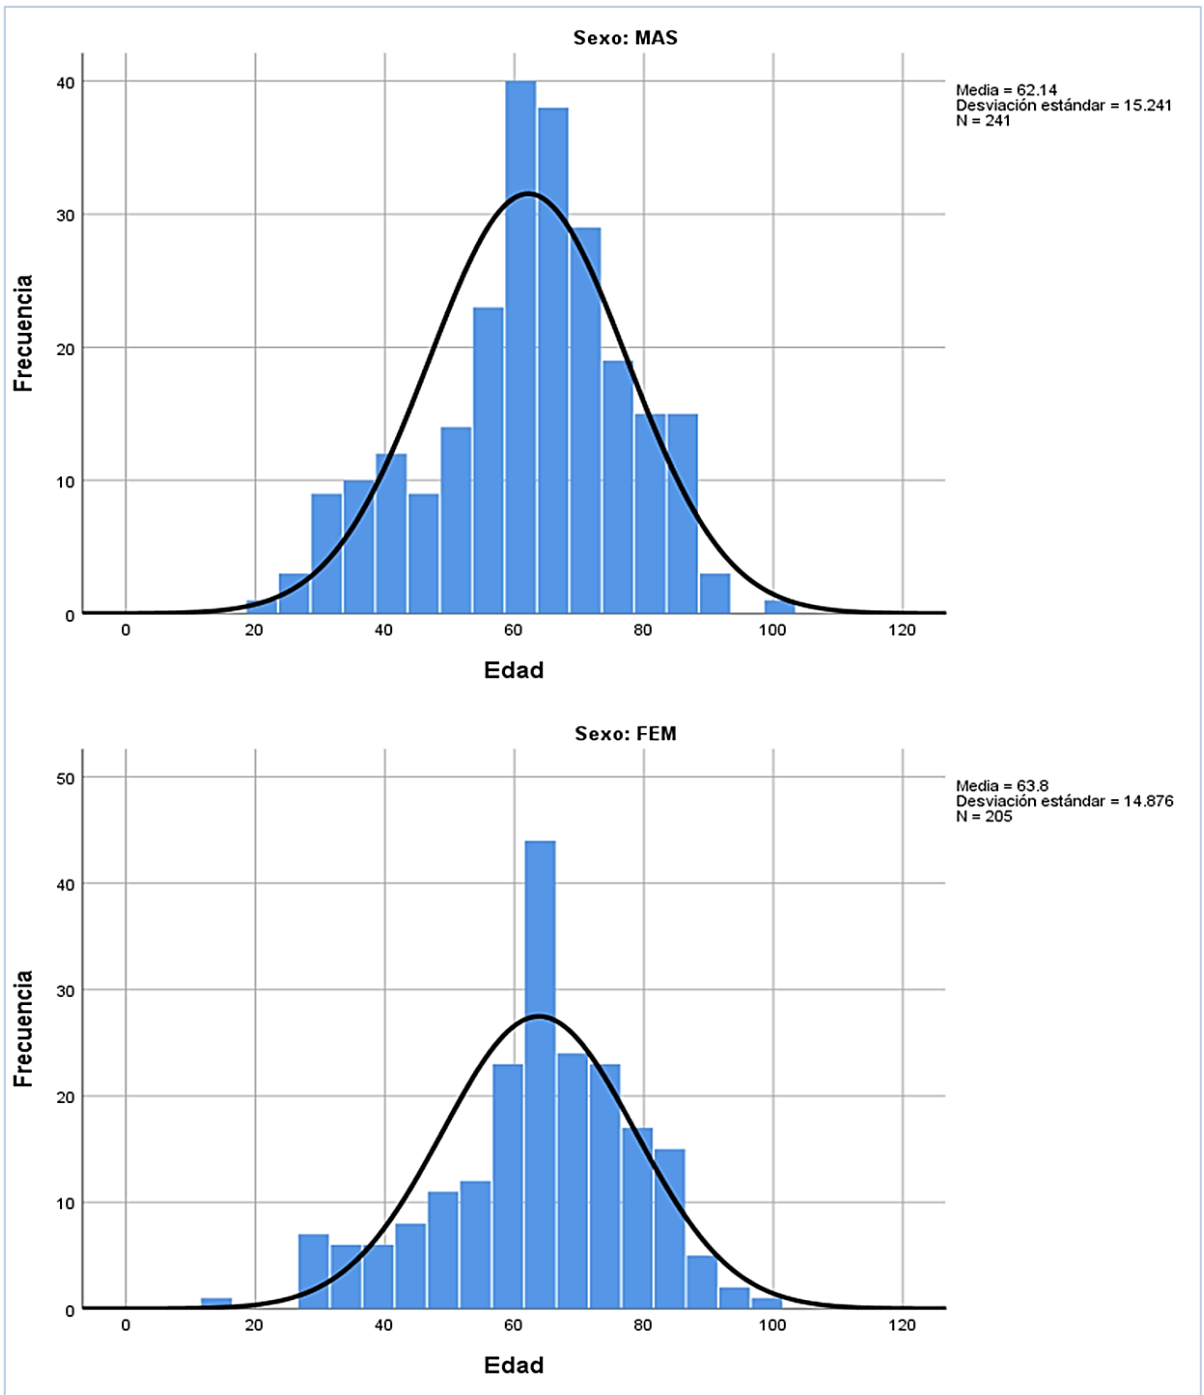 Sexo: MAS
Media = 62.14
Desviación estándar = 15.241
N = 241
Frecuencia
40
30
20
10
0
0 20 40 60 80 100 120
Edad
Sexo: FEM
Media = 63.8
Desviación estándar = 14.876
N = 205
Frecuencia
50
40
30
20
10
0
0 20 40 60 80 100 120
Edad